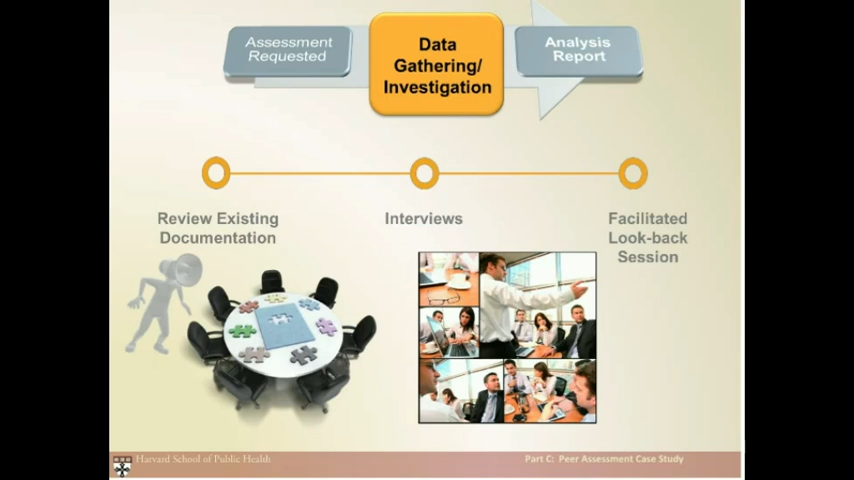 Assessment
Requested
Data
Gathering/
Investigation
Analysis
Report
Review Existing
Documentation
Interviews
Facilitated
Look-back
Session
Harvard School of Public Health
Part C: Peer Assessment Case Study